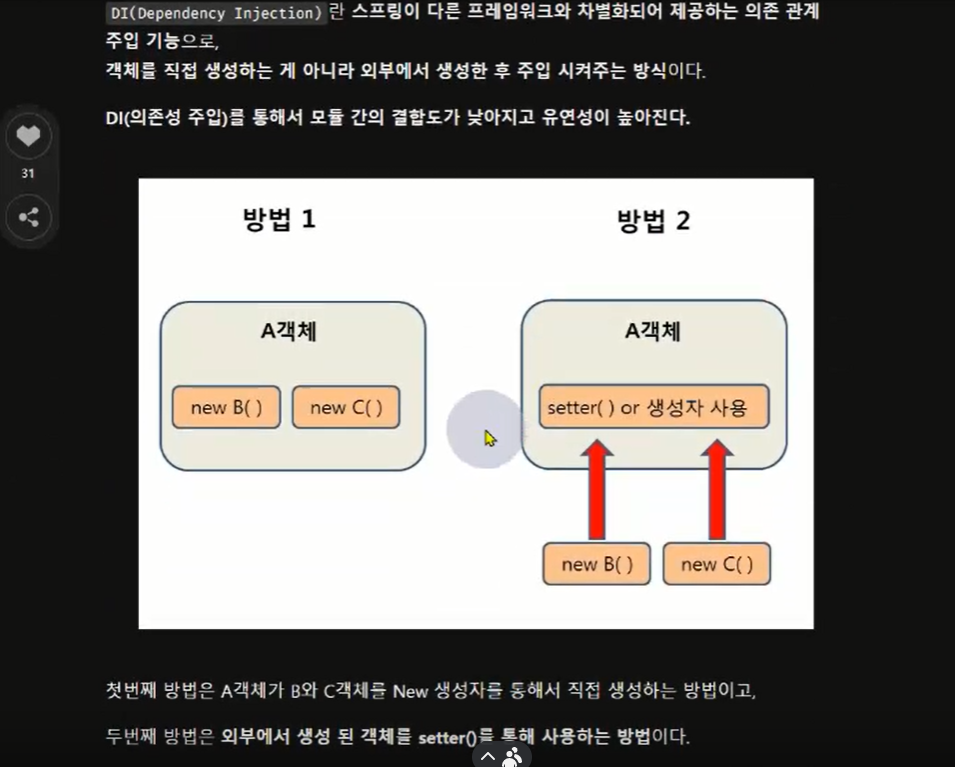 DI(Dependency Injection)란 스프링이 다른 프레임워크와 차별화되어 제공하는 의존 관계
주입 기능으로,
객체를 직접 생성하는 게 아니라 외부에서 생성한 후 주입 시켜주는 방식이다.
DI(의존성 주입)를 통해서 모듈 간의 결합도가 낮아지고 유연성이 높아진다.
31
방법 1
방법 2
A객체
A객체
new B( )
new C( )
setter( ) or 생성자 사용
new B( )
new C( )
첫번째 방법은 A객체가 B와 C객체를 New 생성자를 통해서 직접 생성하는 방법이고,
두번째 방법은 외부에서 생성 된 객체를 setter()를 통해 사용하는 방법이다.